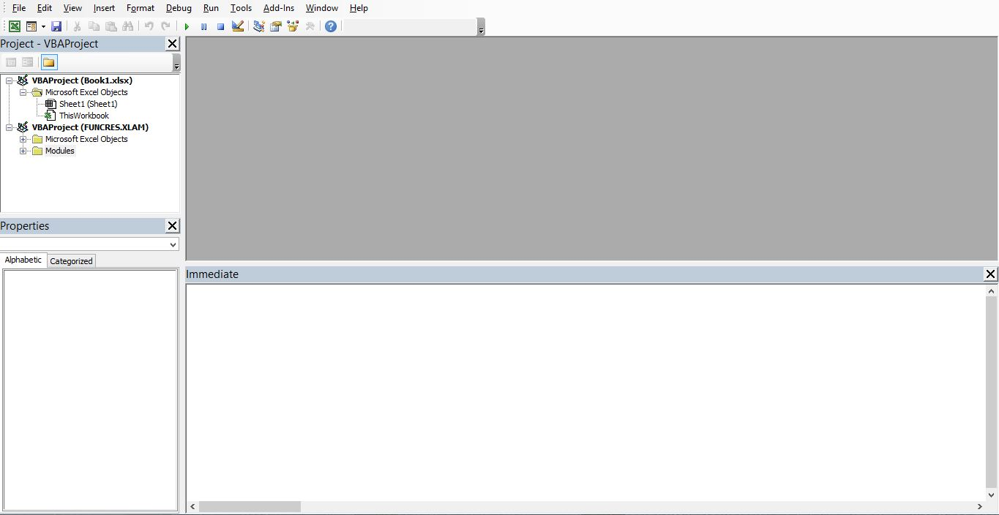 File Edit View Insert Format Debug Run Tools Add-Ins Window Help
Project - VBAProject
VBAProject (Book1.xlsx)
Microsoft Excel Objects
Sheet1 (Sheet1)
ThisWorkbook
VBAProject (FUNCRES.XLAM)
Microsoft Excel Objects
Modules
Properties
Alphabetic Categorized
Immediate